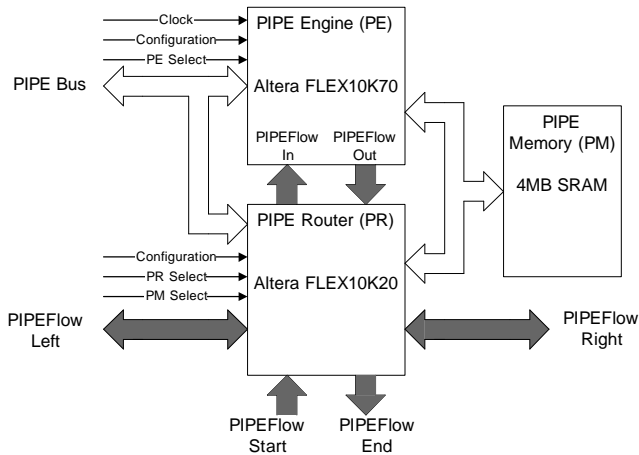 Clock
Configuration
PE Select
PIPE Bus
PIPE Engine (PE)
Altera FLEX10K70
PIPEFlow
In
PIPEFlow
Out
PIPE
Memory (PM)
4MB SRAM
PIPE Router (PR)
Altera FLEX10K20
Configuration
PR Select
PM Select
PIPEFlow
Left
PIPEFlow
Right
PIPEFlow
Start
PIPEFlow
End